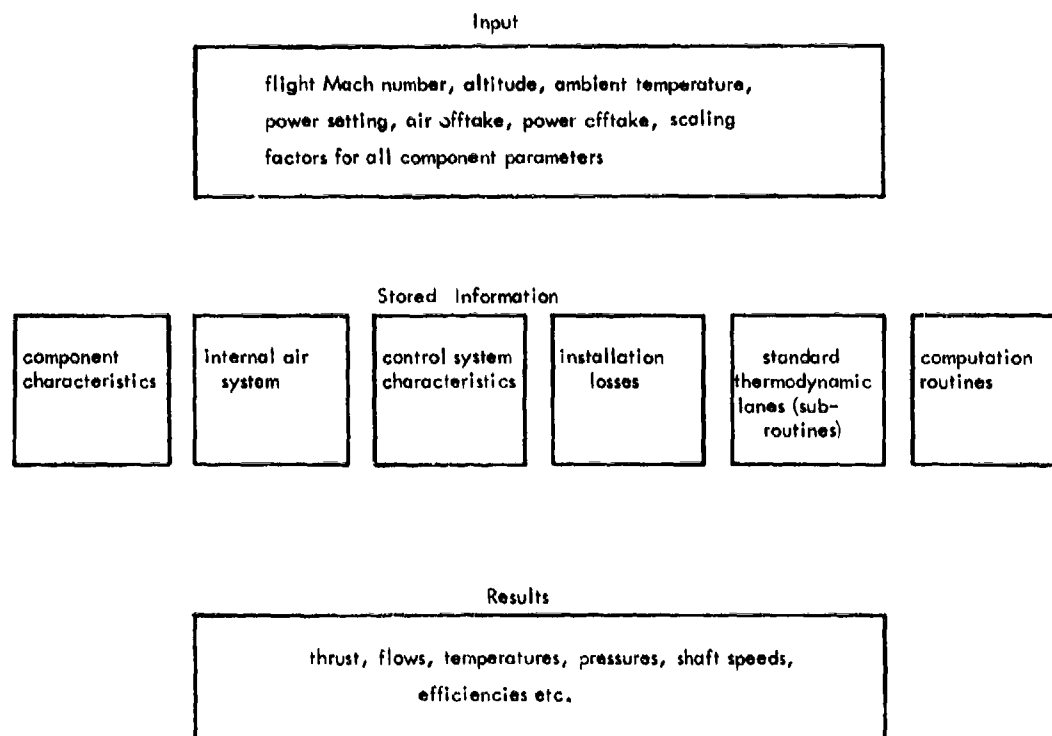 Input
flight Mach number, altitude, ambient temperature,
power setting, air offtake, power offtake, scaling
factors for all component parameters
Stored Information
component
characteristics
internal air
system
control system
characteristics
installation
losses
standard
thermodynamic
lanes (sub-
routines)
computation
routines
Results
thrust, flows, temperatures, pressures, shaft speeds,
efficiencies etc.